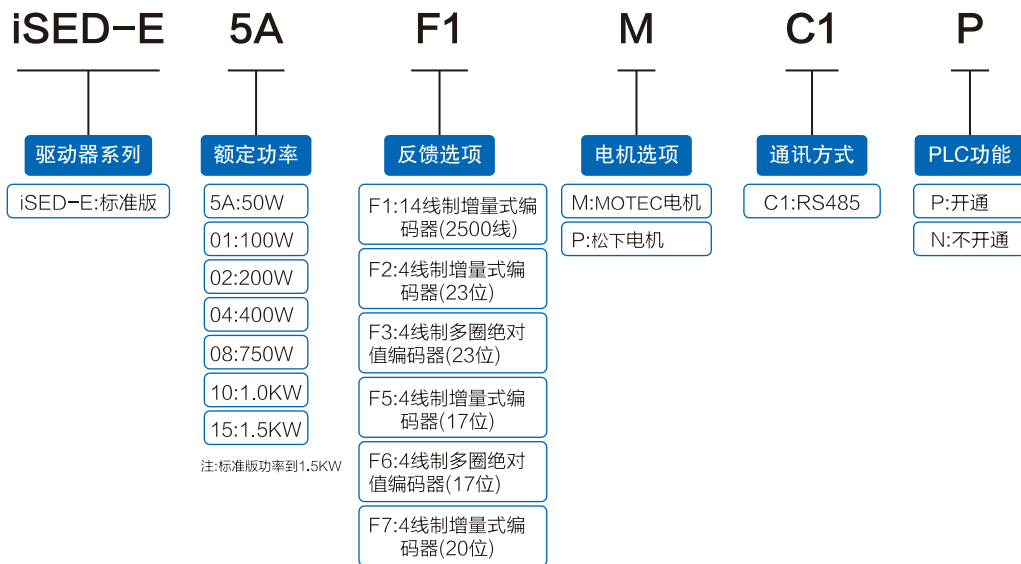 iSED-E 5A F1 M C1 P
驱动器系列 额定功率 反馈选项 电机选项 通讯方式 PLC功能
iSED-E:标准版
5A:50W
01:100W
02:200W
04:400W
08:750W
10:1.0KW
15:1.5KW
注:标准版功率到1.5KW
F1:14线制增量式编
码器(2500线)
F2:4线制增量式编
码器(23位)
F3:4线制多圈绝对
值编码器(23位)
F5:4线制增量式编
码器(17位)
F6:4线制多圈绝对
值编码器(17位)
F7:4线制增量式编
码器(20位)
M:MOTEC电机
P:松下电机
C1:RS485
P:开通
N:不开通